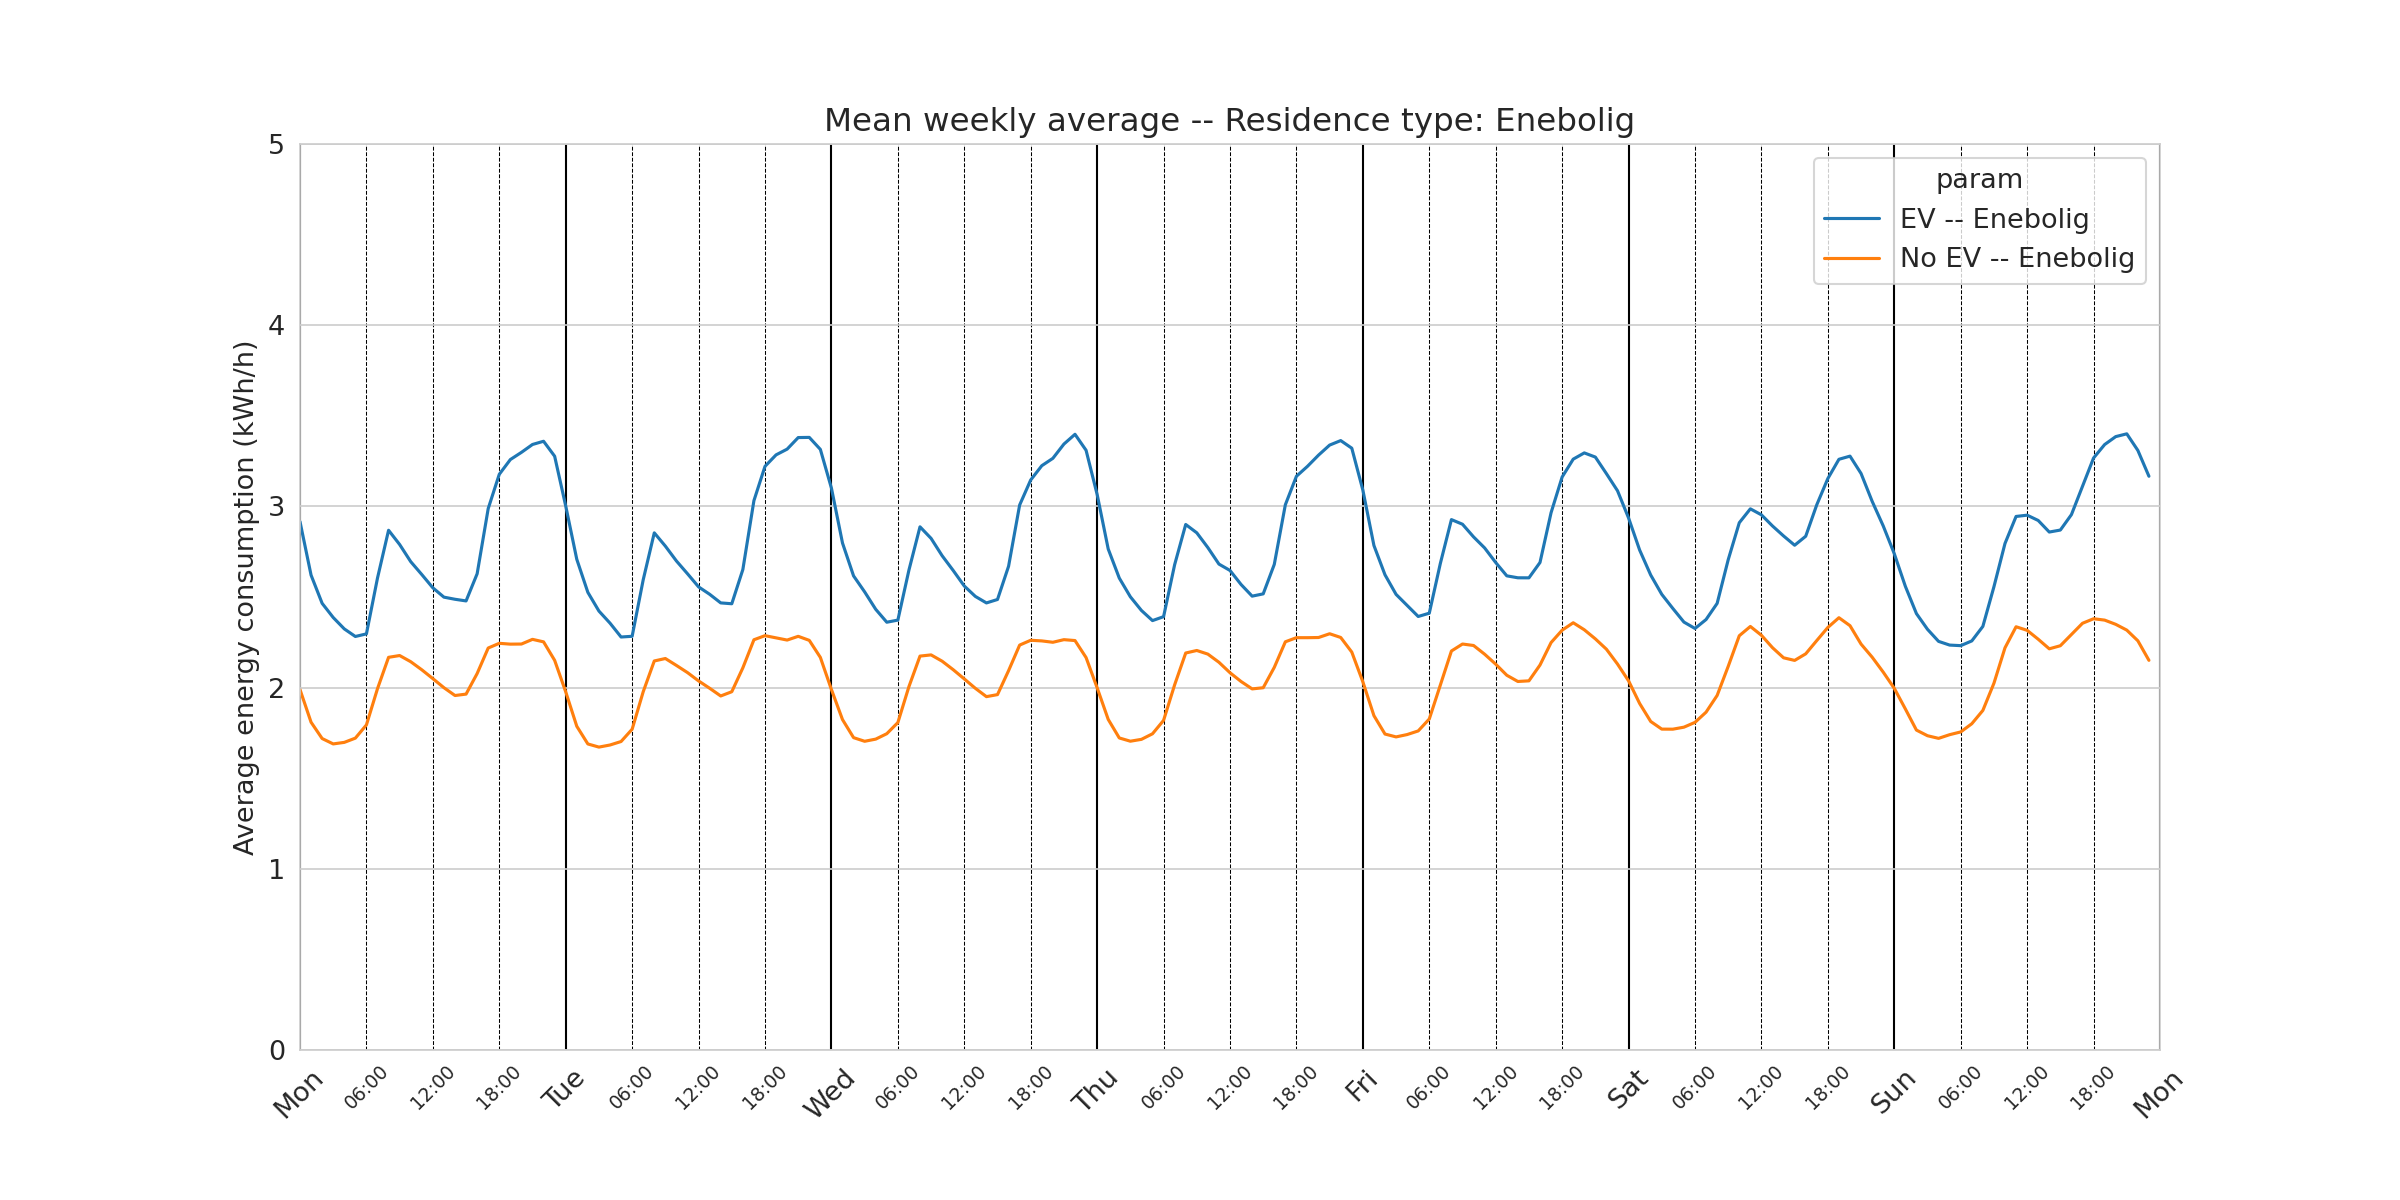 Mean weekly average -- Residence type: Enebolig
param
EV -- Enebolig
No EV -- Enebolig
Average energy consumption (kWh/h)
5
4
3
2
1
0
Mon 06:00 12:00 18:00 Tue 06:00 12:00 18:00 Wed 06:00 12:00 18:00 Thu 06:00 12:00 18:00 Fri 06:00 12:00 18:00 Sat 06:00 12:00 18:00 Sun 06:00 12:00 18:00 Mon